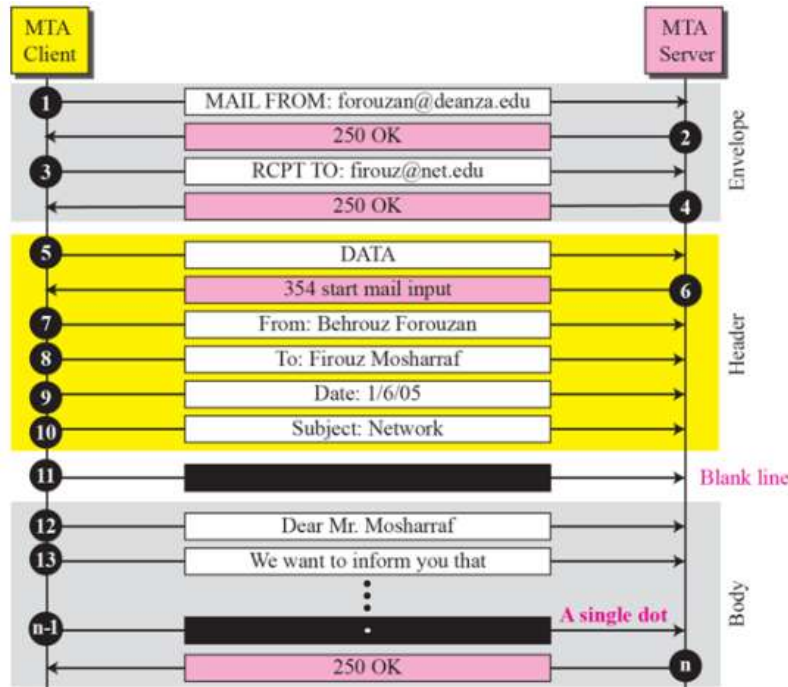 MTA
Client
MTA
Server
1
MAIL FROM: forouzan@deanza.edu
250 OK
2
3
RCPT TO: firouz@net.edu
250 OK
4
Envelope
5
DATA
354 start mail input
6
7
From: Behrouz Forouzan
8
To: Firouz Mosharraf
9
Date: 1/6/05
10
Subject: Network
Header
11
Blank line
12
Dear Mr. Mosharraf
13
We want to inform you that
n-1
.
A single dot
250 OK
n
Body